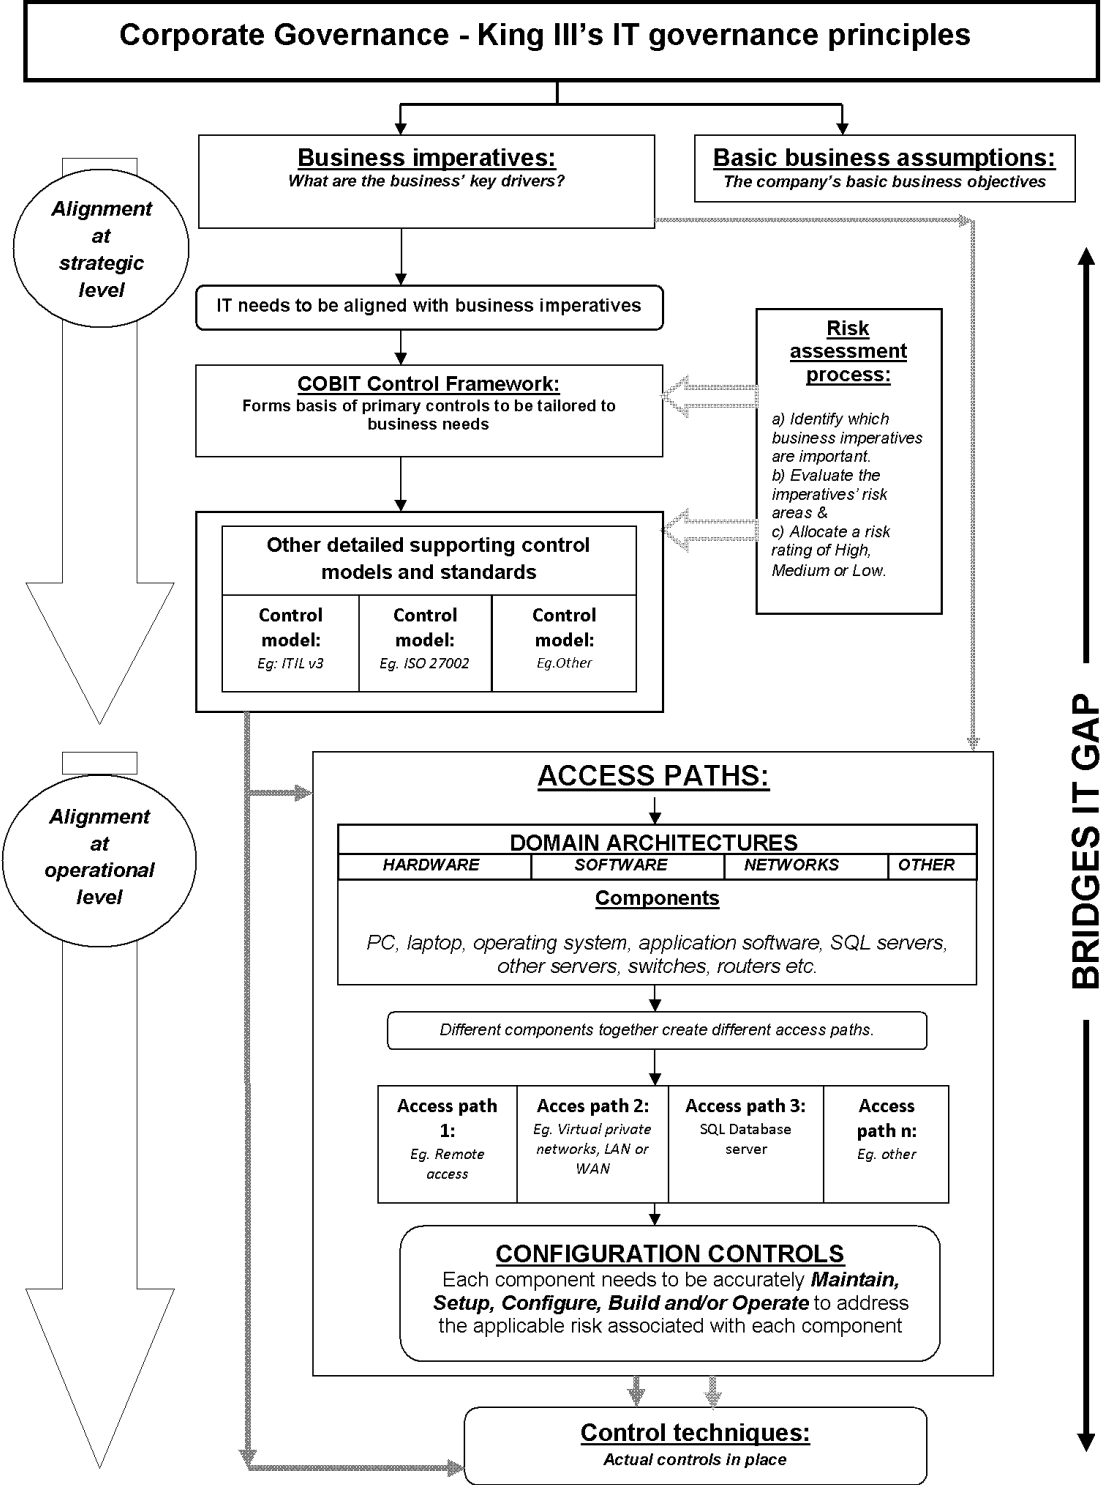 Corporate Governance - King III's IT governance principles
Business imperatives:
What are the business' key drivers?
Basic business assumptions:
The company's basic business objectives
Alignment
at
strategic
level
IT needs to be aligned with business imperatives
COBIT Control Framework:
Forms basis of primary controls to be tailored to
business needs
Risk
assessment
process:
a) Identify which
business imperatives
are important.
b) Evaluate the
imperatives' risk
areas &
c) Allocate a risk
rating of High,
Medium or Low.
Other detailed supporting control
models and standards
Control
model:
Eg: ITIL v3
Control
model:
Eg. ISO 27002
Control
model:
Eg.Other
BRIDGES IT GAP
Alignment
at
operational
level
ACCESS PATHS:
DOMAIN ARCHITECTURES
HARDWARE SOFTWARE NETWORKS OTHER
Components
PC, laptop, operating system, application software, SQL servers,
other servers, switches, routers etc.
Different components together create different access paths.
Access path
1:
Eg. Remote
access
Acces path 2:
Eg. Virtual private
networks, LAN or
WAN
Access path 3:
SQL Database
server
Access
path n:
Eg. other
CONFIGURATION CONTROLS
Each component needs to be accurately Maintain,
Setup, Configure, Build and/or Operate to address
the applicable risk associated with each component
Control techniques:
Actual controls in place